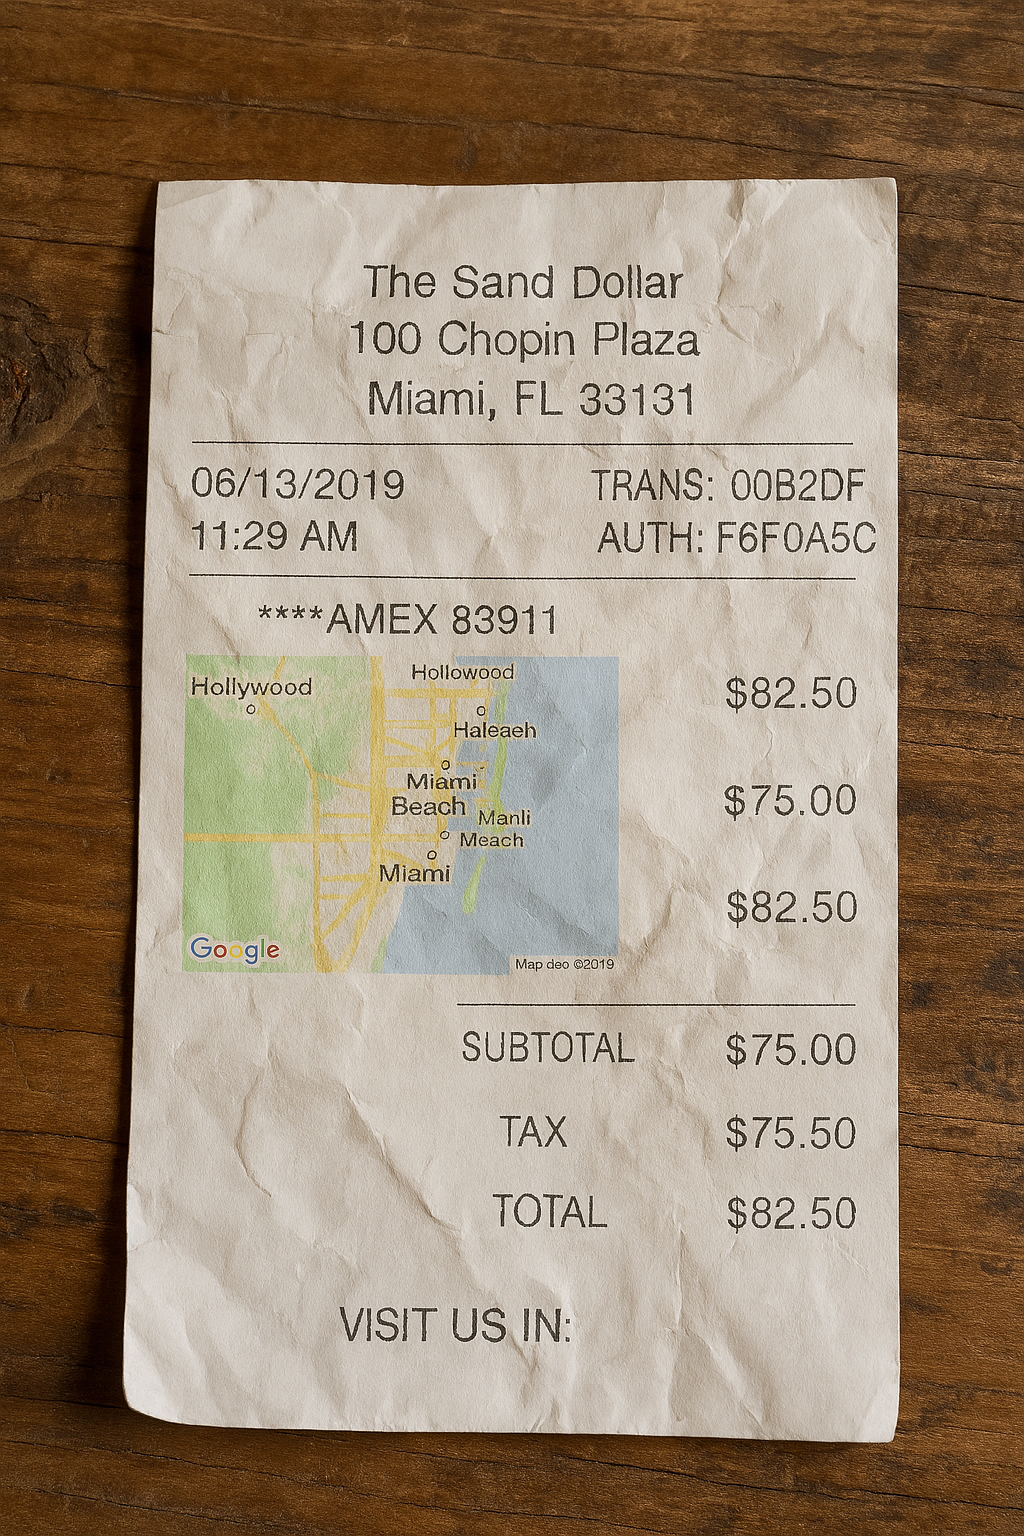 The Sand Dollar
100 Chopin Plaza
Miami, FL 33131
06/13/2019 TRANS: 00B2DF
11:29 AM AUTH: F6F0A5C
****AMEX 83911
Hollowood
Hollywood
$82.50
Haleaeh
Miami
Beach
$75.00
Manli
Meach
Miami
$82.50
Google
Map deo ©2019
SUBTOTAL $75.00
TAX $75.50
TOTAL $82.50
VISIT US IN: